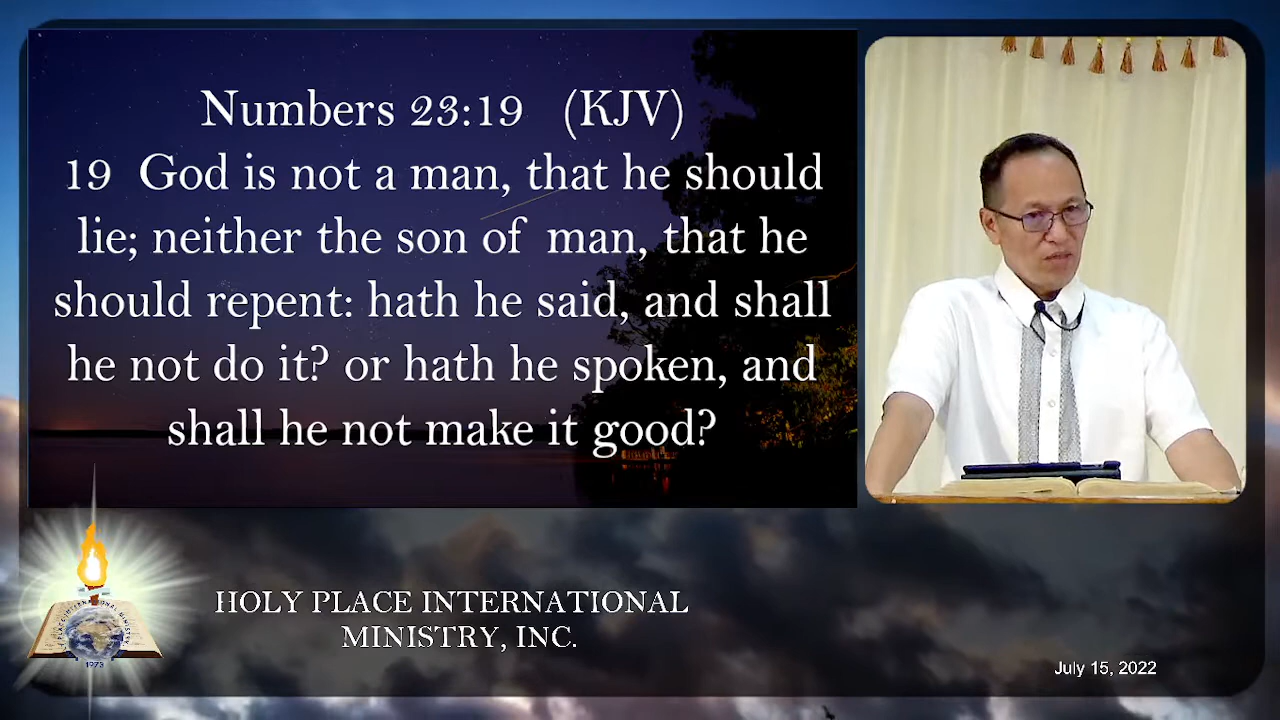 Numbers 23:19 (KJV)
19 God is not a man, that he should
lie; neither the son of man, that he
should repent: hath he said, and shall
he not do it? or hath he spoken, and
shall he not make it good?
HOLY PLACE INTERNATIONAL
MINISTRY, INC.
1973
July 15, 2022